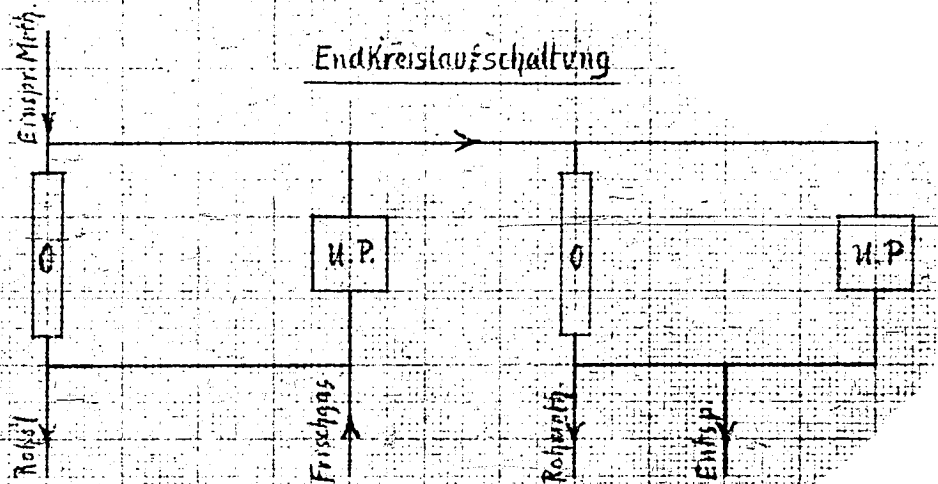 Einspr. Meth.
Endkreislaufschaltung
O
U.P.
O
U.P
Rohöl
Frischgas
Rohmeth.
Entsp.